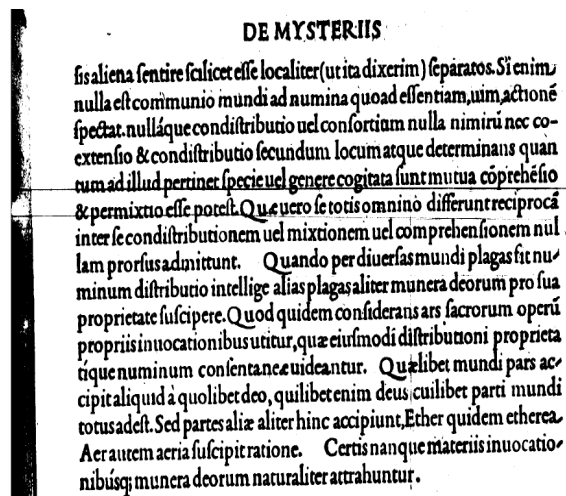 DE MYSTERIIS
ſis aliena ſentire ſcilicet eſſe localiter (ut ita dixerim) ſeparatos. Si enim
nulla eſt communio mundi ad numina quoad eſſentiam, uim, actionē
ſpectat. nulláque condiſtributio uel conſortium nulla nimirū nec co-
extenſio & condiſtributio ſecundum locum atque determinans quan
tum ad illud pertinet ſpecie uel genere cogitata ſunt mutua cōprehēſio
& permixtio eſſe poteſt. Quæ uero ſe totis omnino differunt reciprocā
inter ſe condiſtributionem uel mixtionem uel comprehenſionem nul
lam prorſus admittunt. Quando per diuerſas mundi plagas fit nu-
minum diſtributio intellige alias plagas aliter munera deorum pro ſua
proprietate ſuſcipere. Quod quidem conſiderans ars ſacrorum operū
propriis inuocationibus utitur, quæ eiuſmodi diſtributioni proprieta
tíque numinum conſentaneæ uideantur. Quælibet mundi pars ac-
cipit aliquid à quolibet deo, quilibet enim deus cuilibet parti mundi
totus adeſt. Sed partes aliæ aliter hinc accipiunt, Ether quidem etherea
Aer autem aeria ſuſcipit ratione. Certis nanque materiis inuocatio-
nibúsq; munera deorum naturaliter attrahuntur.